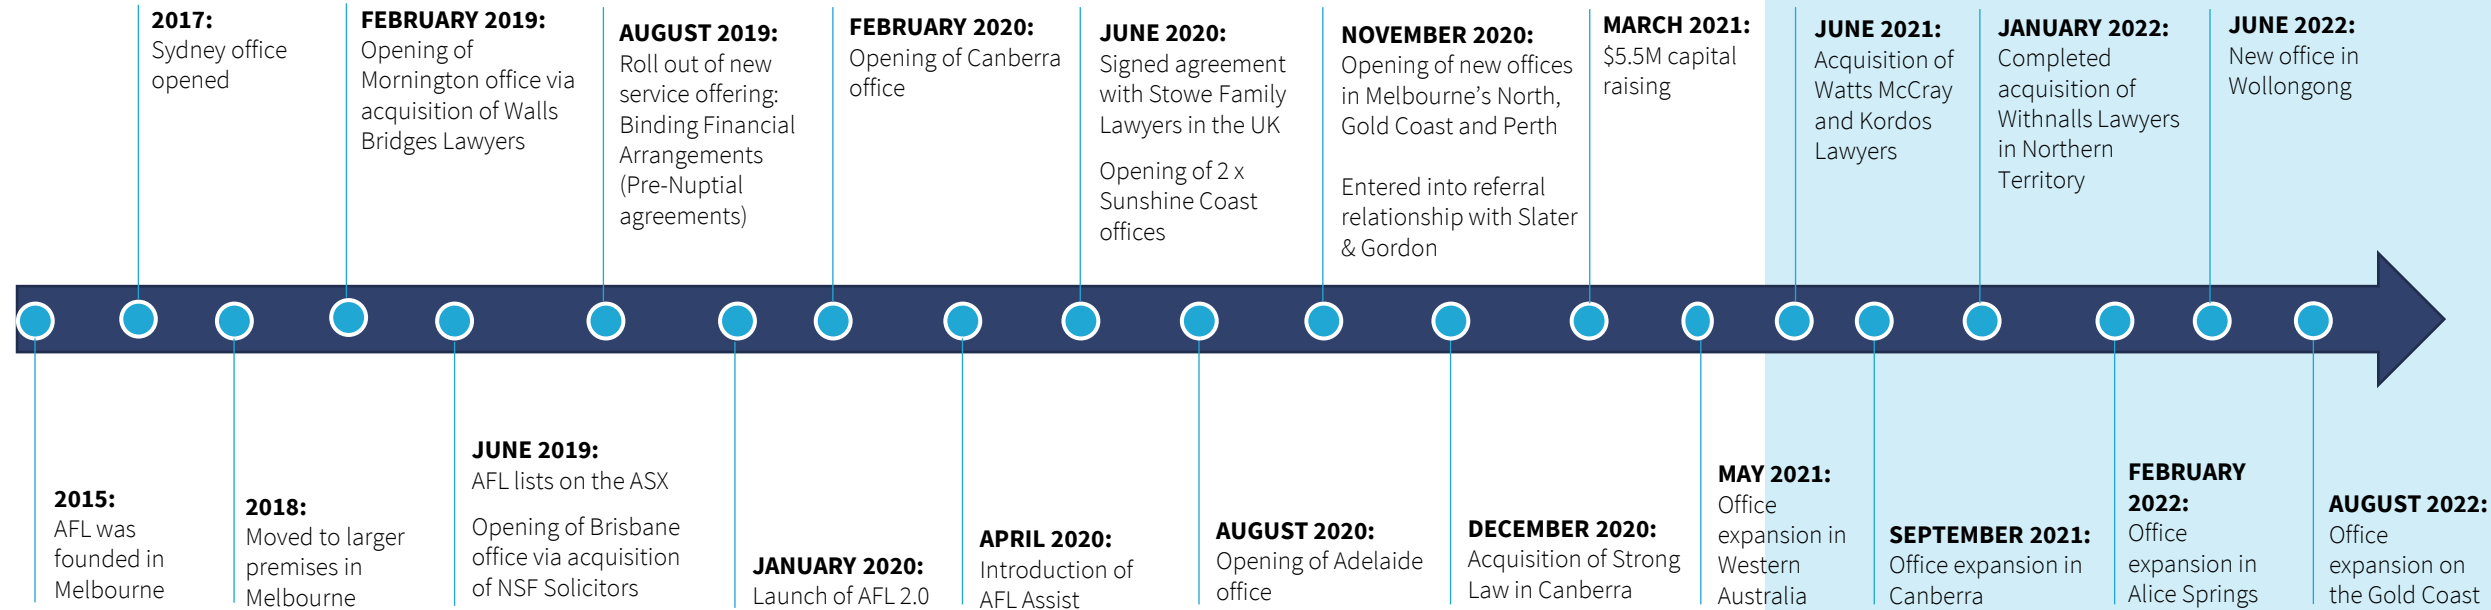 2017:
Sydney office
opened
FEBRUARY 2019:
Opening of
Mornington office via
acquisition of Walls
Bridges Lawyers
AUGUST 2019:
Roll out of new
service offering:
Binding Financial
Arrangements
(Pre-Nuptial
agreements)
FEBRUARY 2020:
Opening of Canberra
office
JUNE 2020:
Signed agreement
with Stowe Family
Lawyers in the UK
Opening of 2 x
Sunshine Coast
offices
NOVEMBER 2020:
Opening of new offices
in Melbourne's North,
Gold Coast and Perth
Entered into referral
relationship with Slater
& Gordon
MARCH 2021:
$5.5M capital
raising
JUNE 2021:
Acquisition of
Watts McCray
and Kordos
Lawyers
JANUARY 2022:
Completed
acquisition of
Withnalls Lawyers
in Northern
Territory
JUNE 2022:
New office in
Wollongong
2015:
AFL was
founded in
Melbourne
2018:
Moved to larger
premises in
Melbourne
JUNE 2019:
AFL lists on the ASX
Opening of Brisbane
office via acquisition
of NSF Solicitors
JANUARY 2020:
Launch of AFL 2.0
APRIL 2020:
Introduction of
AFL Assist
AUGUST 2020:
Opening of Adelaide
office
DECEMBER 2020:
Acquisition of Strong
Law in Canberra
MAY 2021:
Office
expansion in
Western
Australia
SEPTEMBER 2021:
Office expansion in
Canberra
FEBRUARY
2022:
Office
expansion in
Alice Springs
AUGUST 2022:
Office
expansion on
the Gold Coast